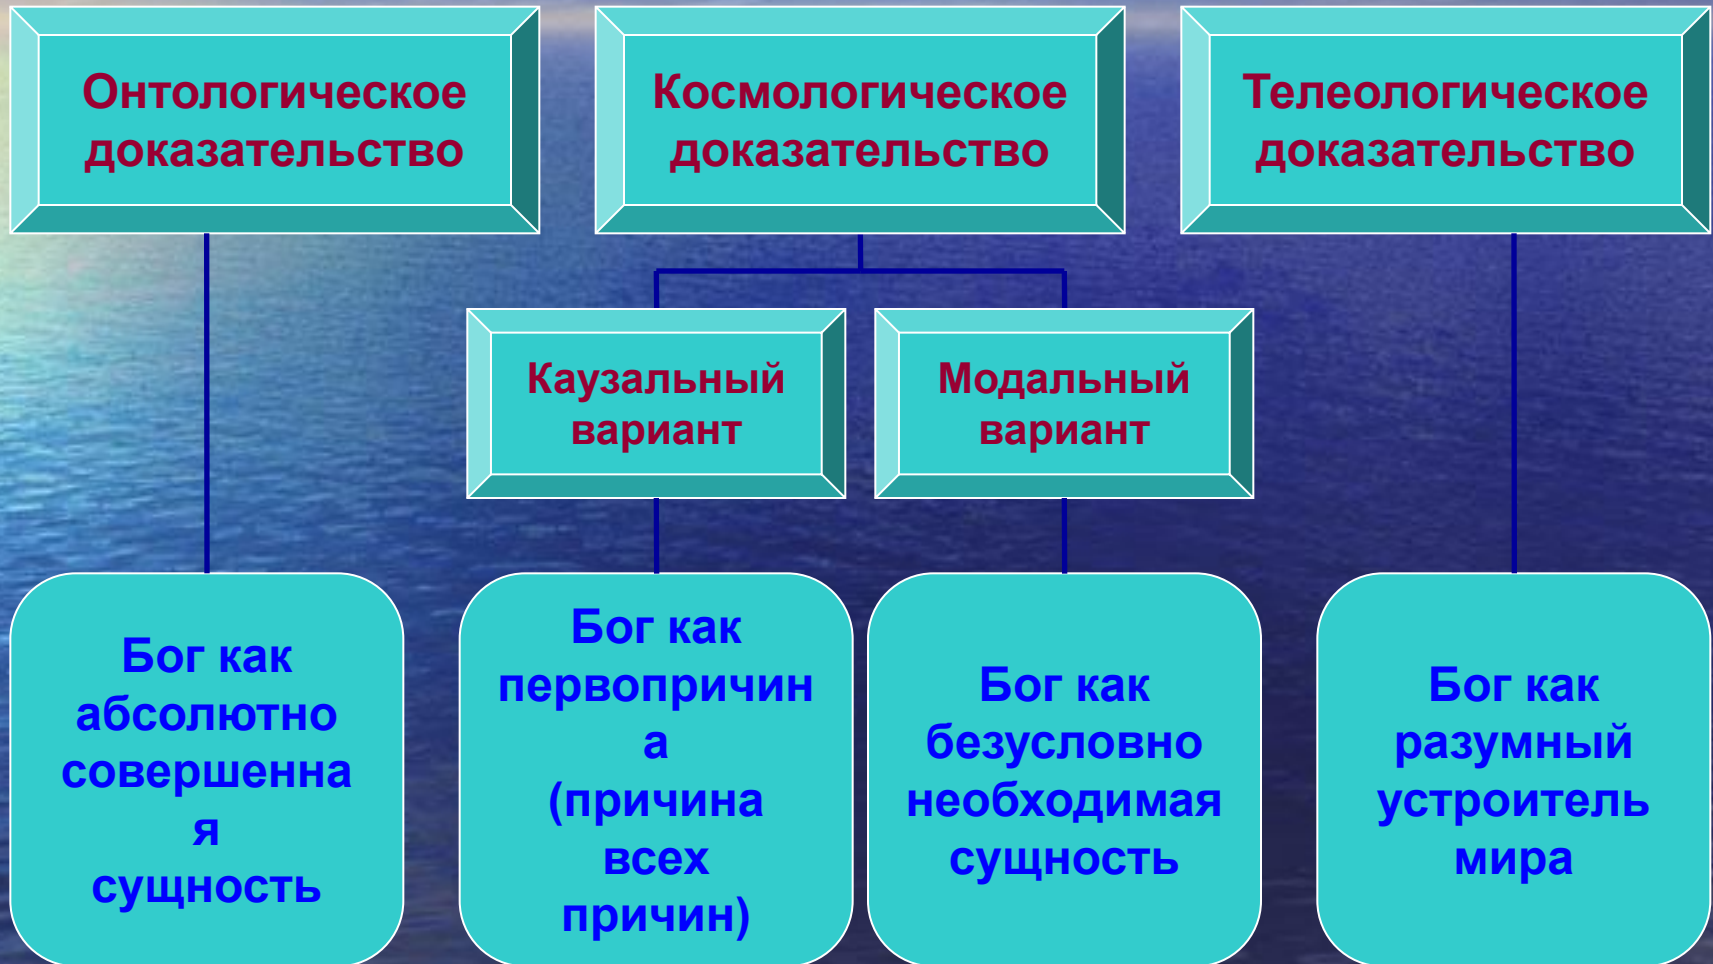 Онтологическое
доказательство
Космологическое
доказательство
Телеологическое
доказательство
Каузальный
вариант
Модальный
вариант
Бог как
абсолютно
совершенна
я
сущность
Бог как
первопричин
а
(причина
всех
причин)
Бог как
безусловно
необходимая
сущность
Бог как
разумный
устроитель
мира